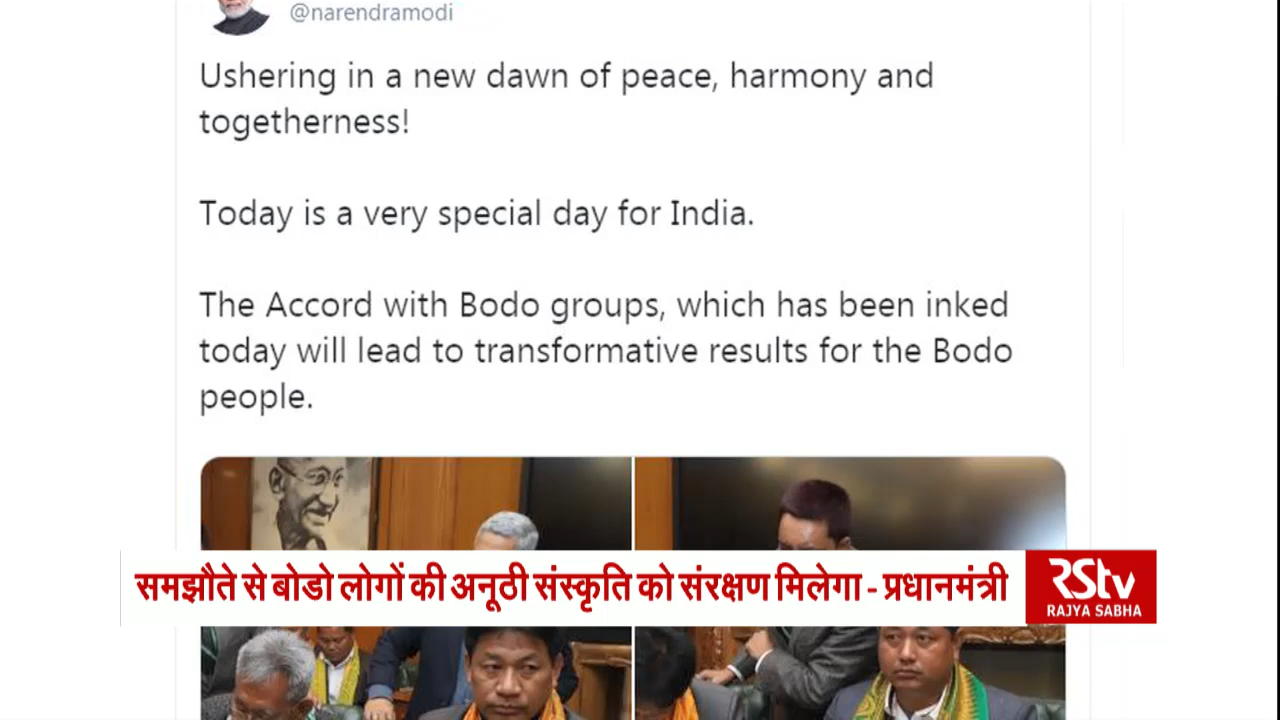 @narendramodi
Ushering in a new dawn of peace, harmony and
togetherness!
Today is a very special day for India.
The Accord with Bodo groups, which has been inked
today will lead to transformative results for the Bodo
people.
समझौते से बोडो लोगों की अनूठी संस्कृति को संरक्षण मिलेगा - प्रधानमंत्री
RStv
RAJYA SABHA